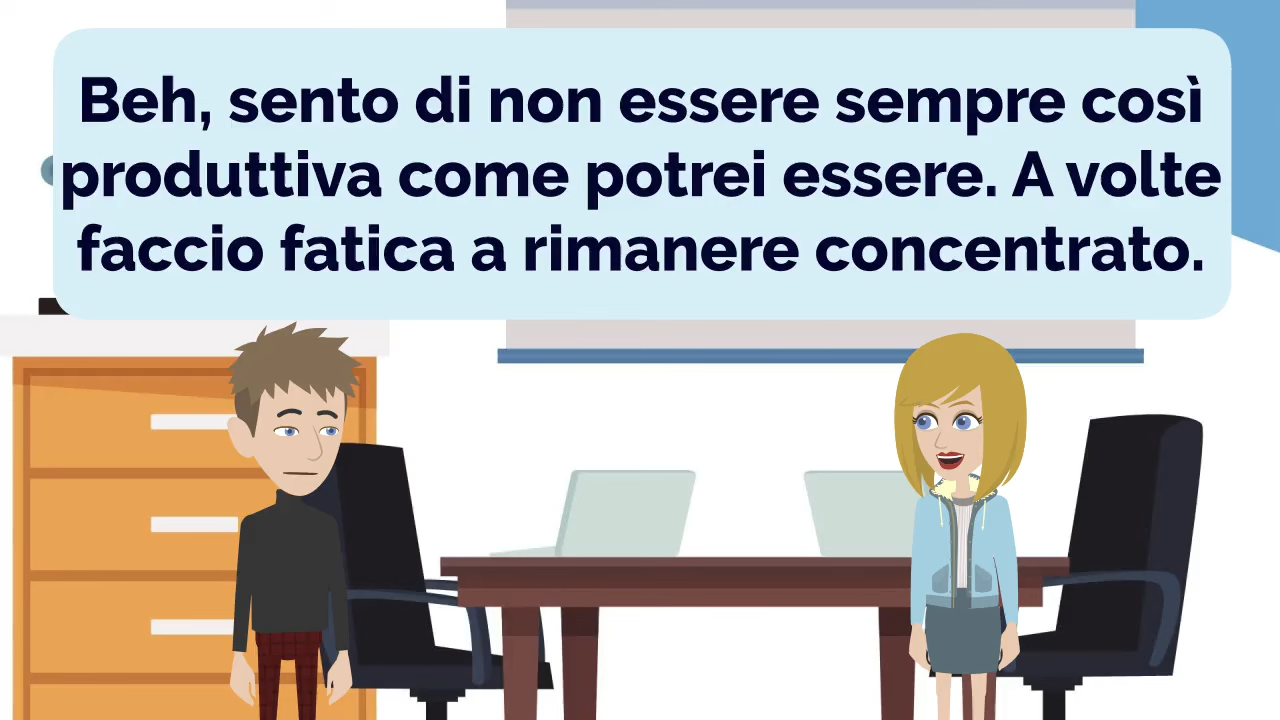 Beh, sento di non essere sempre così
produttiva come potrei essere. A volte
faccio fatica a rimanere concentrato.